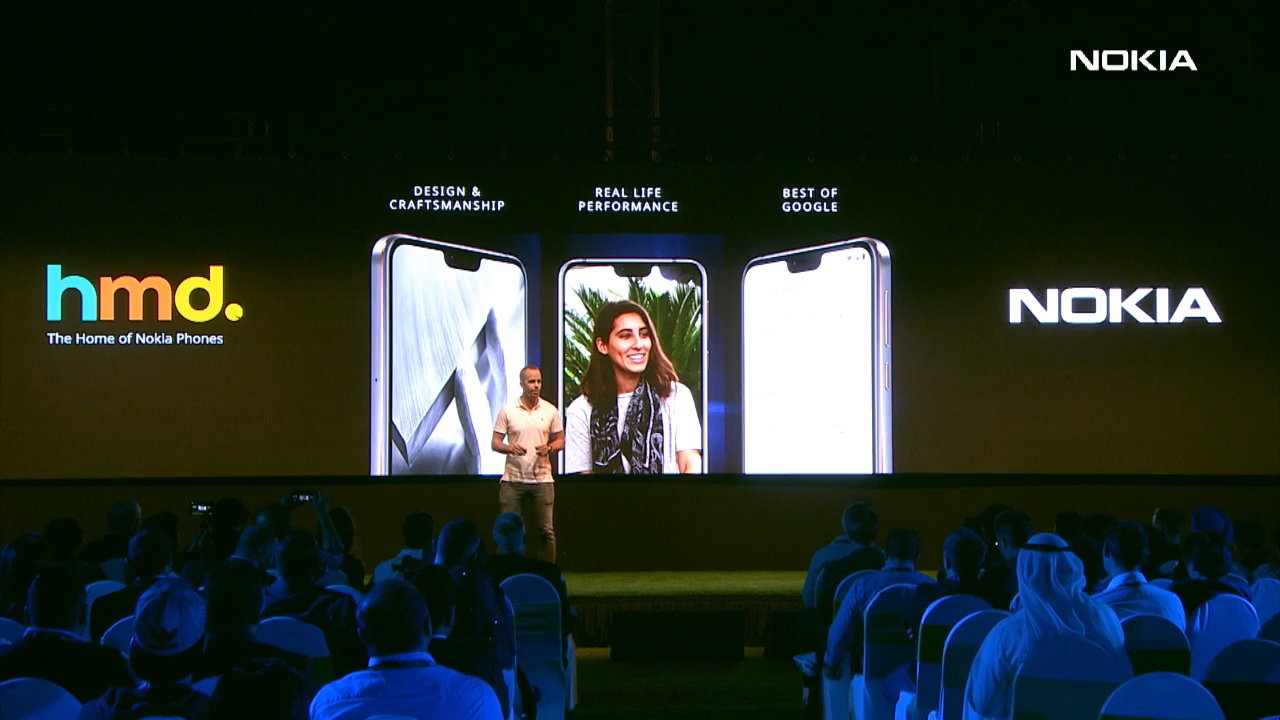 NOKIA
DESIGN &
CRAFTSMANSHIP
REAL LIFE
PERFORMANCE
BEST OF
GOOGLE
hmd.
The Home of Nokia Phones
NOKIA